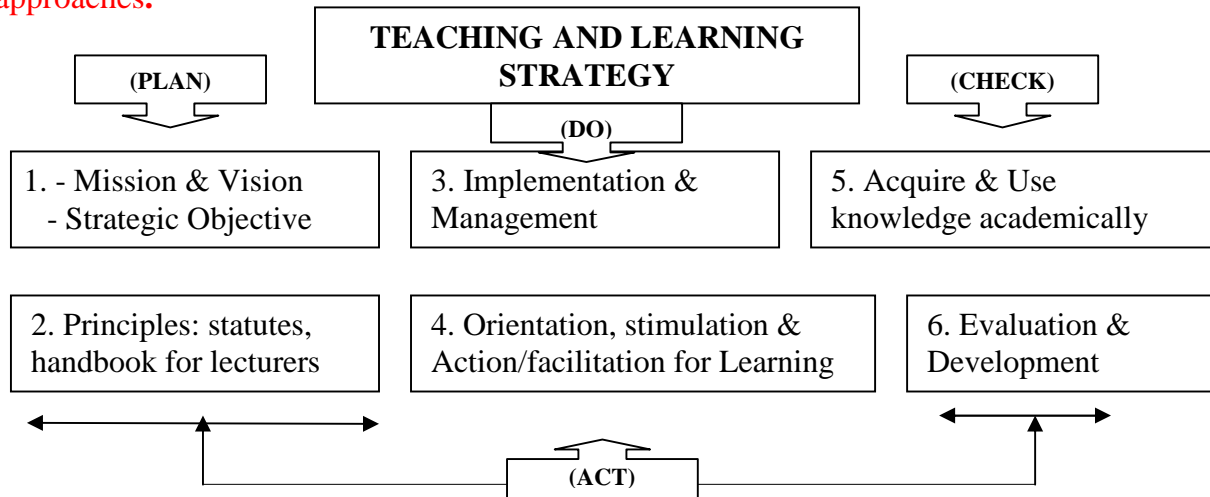 approaches.
TEACHING AND LEARNING
STRATEGY
(PLAN)
(DO)
(CHECK)
1. - Mission & Vision
- Strategic Objective
3. Implementation &
Management
5. Acquire & Use
knowledge academically
2. Principles: statutes,
handbook for lecturers
4. Orientation, stimulation &
Action/facilitation for Learning
6. Evaluation &
Development
(ACT)